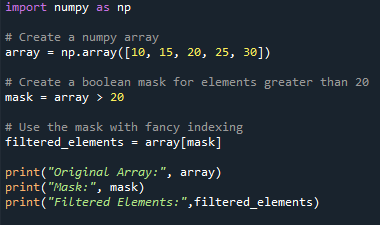 import numpy as np
# Create a numpy array
array = np.array([10, 15, 20, 25, 30])
# Create a boolean mask for elements greater than 20
mask = array > 20
# Use the mask with fancy indexing
filtered_elements = array[mask]
print("Original Array:", array)
print("Mask:", mask)
print("Filtered Elements:",filtered_elements)